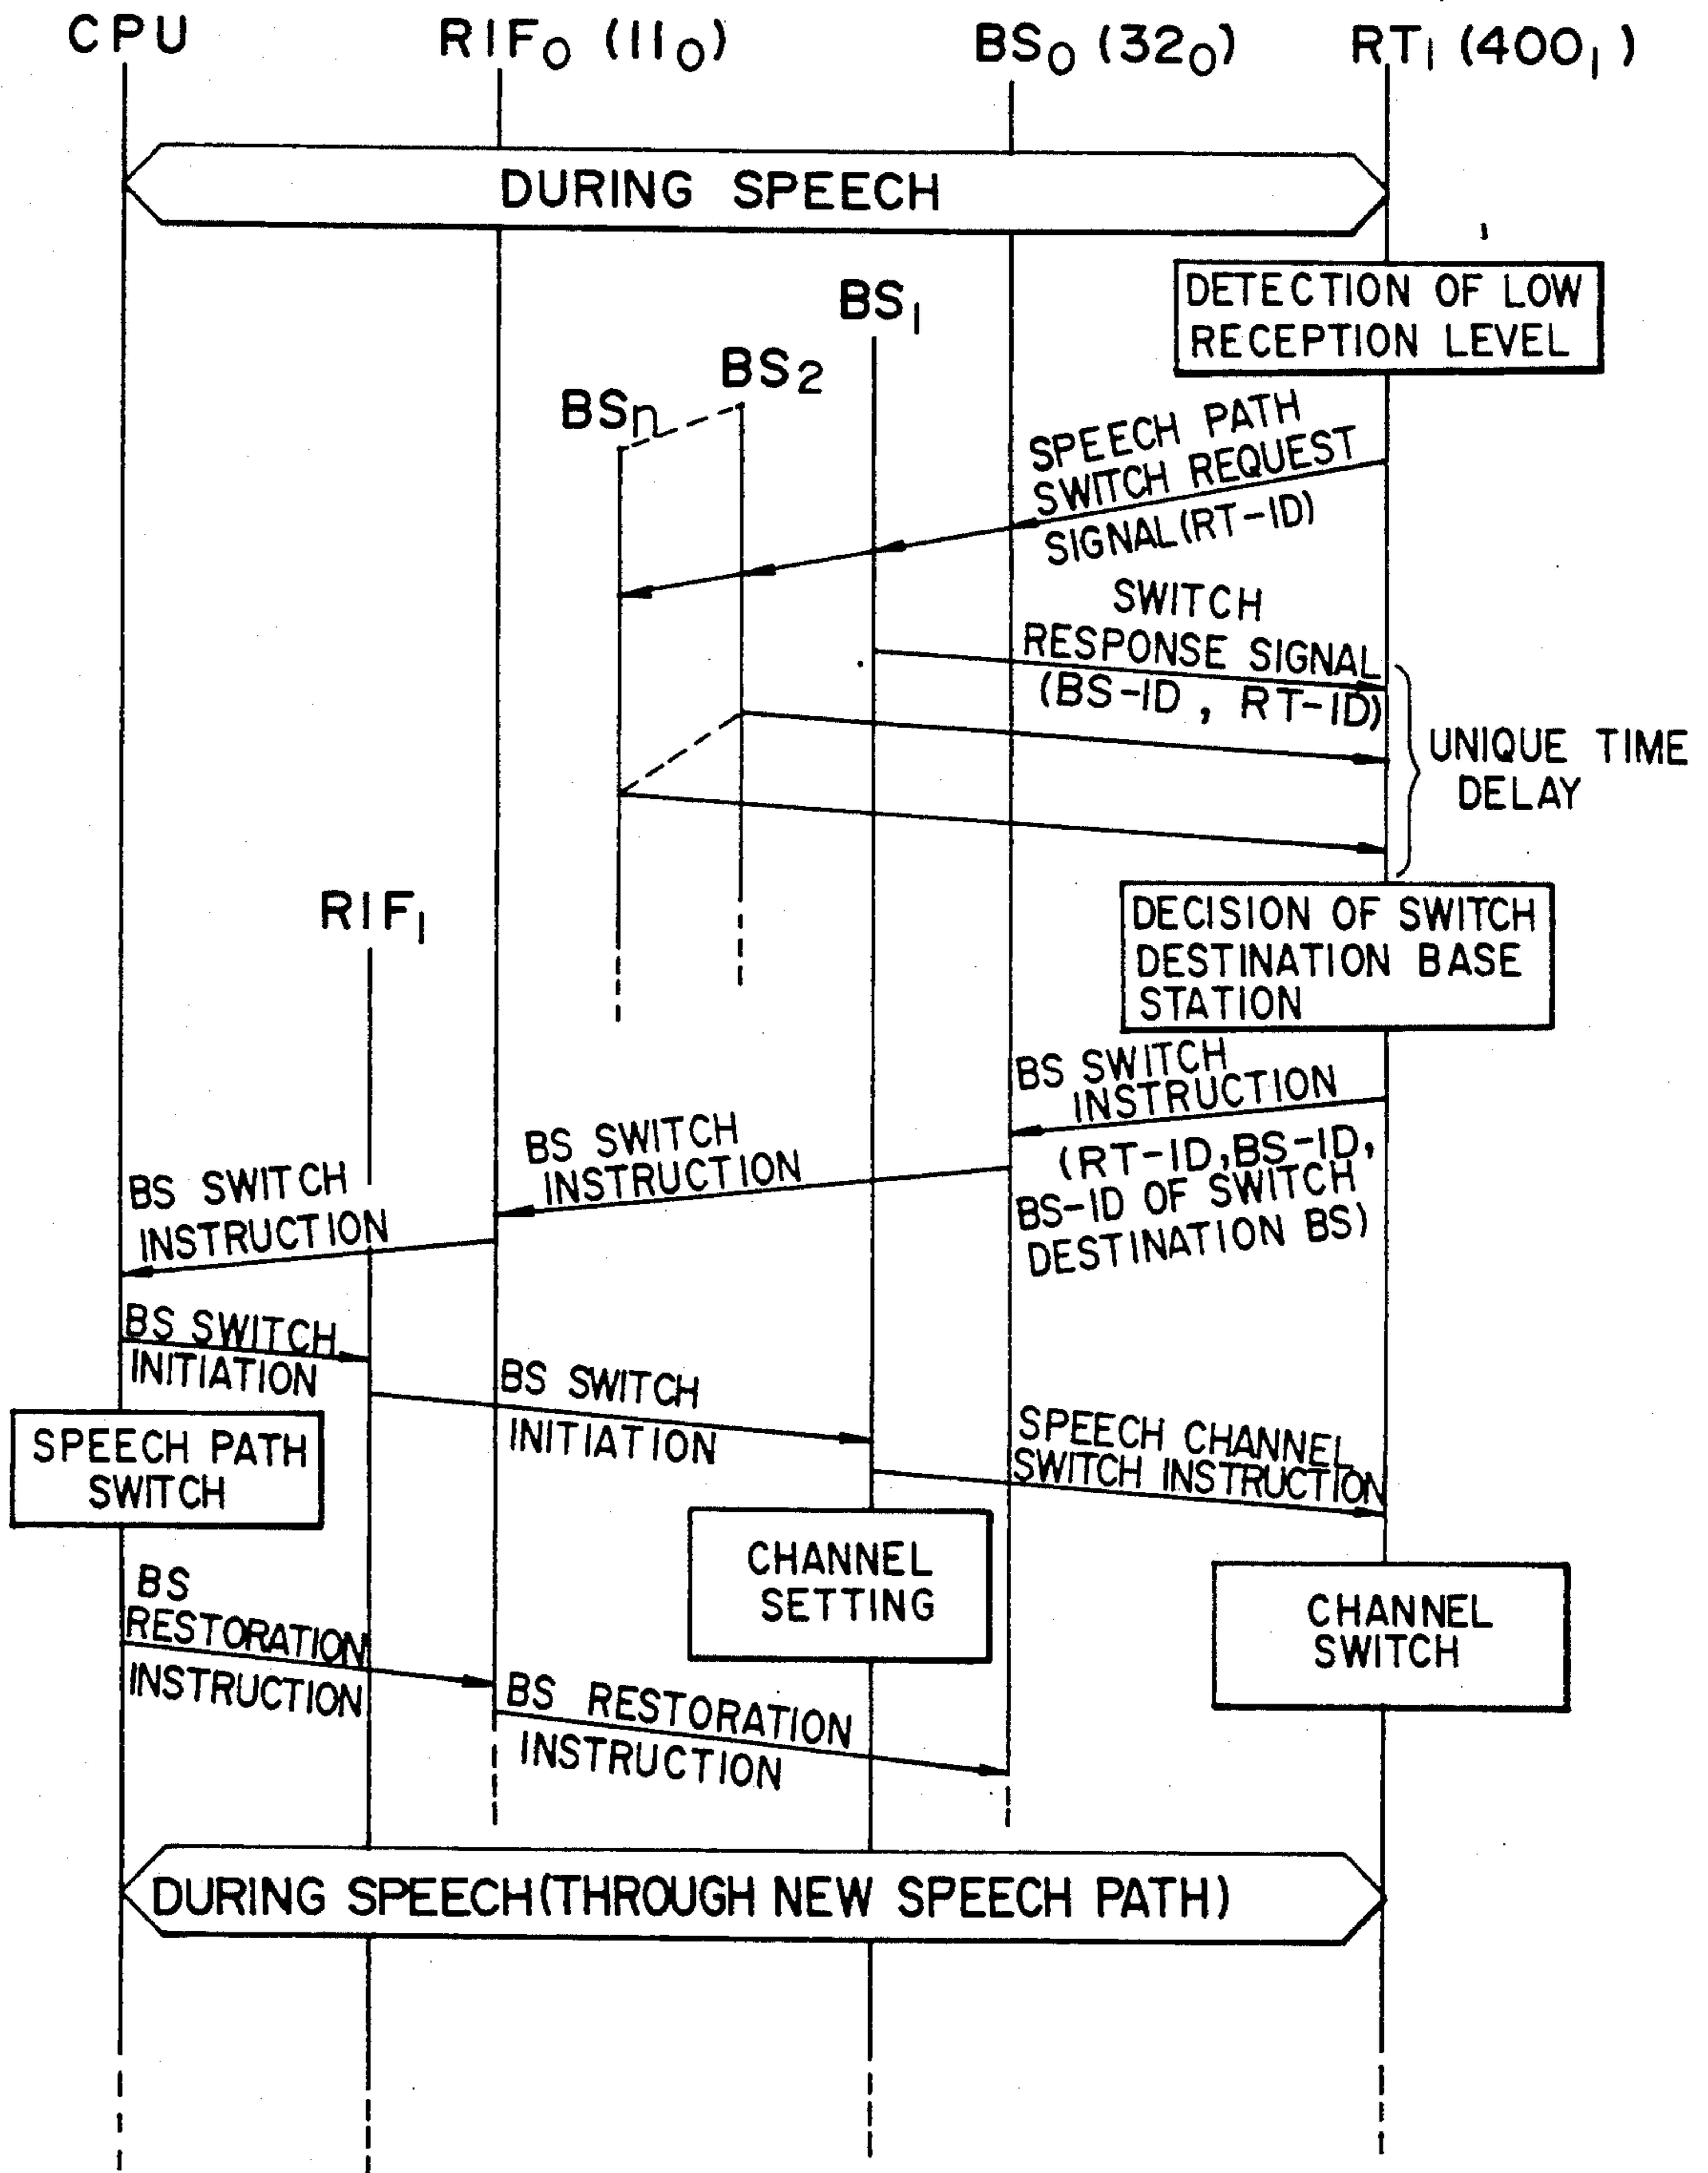 CPU
RIF0 (110)
BS0 (320)
RT1 (4001)
DURING SPEECH
DETECTION OF LOW
RECEPTION LEVEL
BS1
BS2
BSn
SPEECH PATH
SWITCH REQUEST
SIGNAL(RT-ID)
SWITCH
RESPONSE SIGNAL
(BS-ID, RT-ID)
UNIQUE TIME
DELAY
RIF1
DECISION OF SWITCH
DESTINATION BASE
STATION
BS SWITCH
INSTRUCTION
(RT-ID,BS-ID,
BS-ID OF SWITCH
DESTINATION BS)
BS SWITCH
INSTRUCTION
BS SWITCH
INSTRUCTION
BS SWITCH
INITIATION
BS SWITCH
INITIATION
SPEECH CHANNEL
SWITCH INSTRUCTION
SPEECH PATH
SWITCH
CHANNEL
SETTING
CHANNEL
SWITCH
BS
RESTORATION
INSTRUCTION
BS RESTORATION
INSTRUCTION
DURING SPEECH(THROUGH NEW SPEECH PATH)